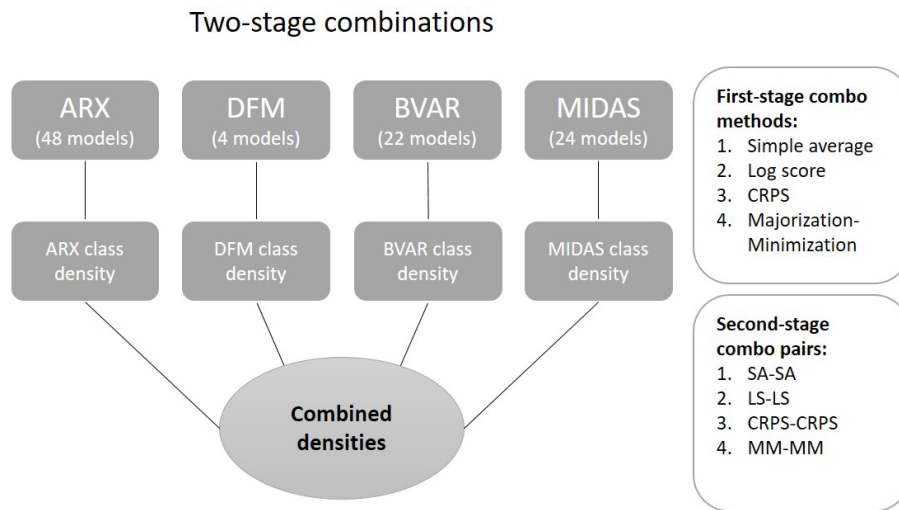 Two-stage combinations
ARX
(48 models)
DFM
(4 models)
BVAR
(22 models)
MIDAS
(24 models)
ARX class
density
DFM class
density
BVAR class
density
MIDAS class
density
Combined
densities
First-stage combo
methods:
1. Simple average
2. Log score
3. CRPS
4. Majorization-
Minimization
Second-stage
combo pairs:
1. SA-SA
2. LS-LS
3. CRPS-CRPS
4. MM-MM